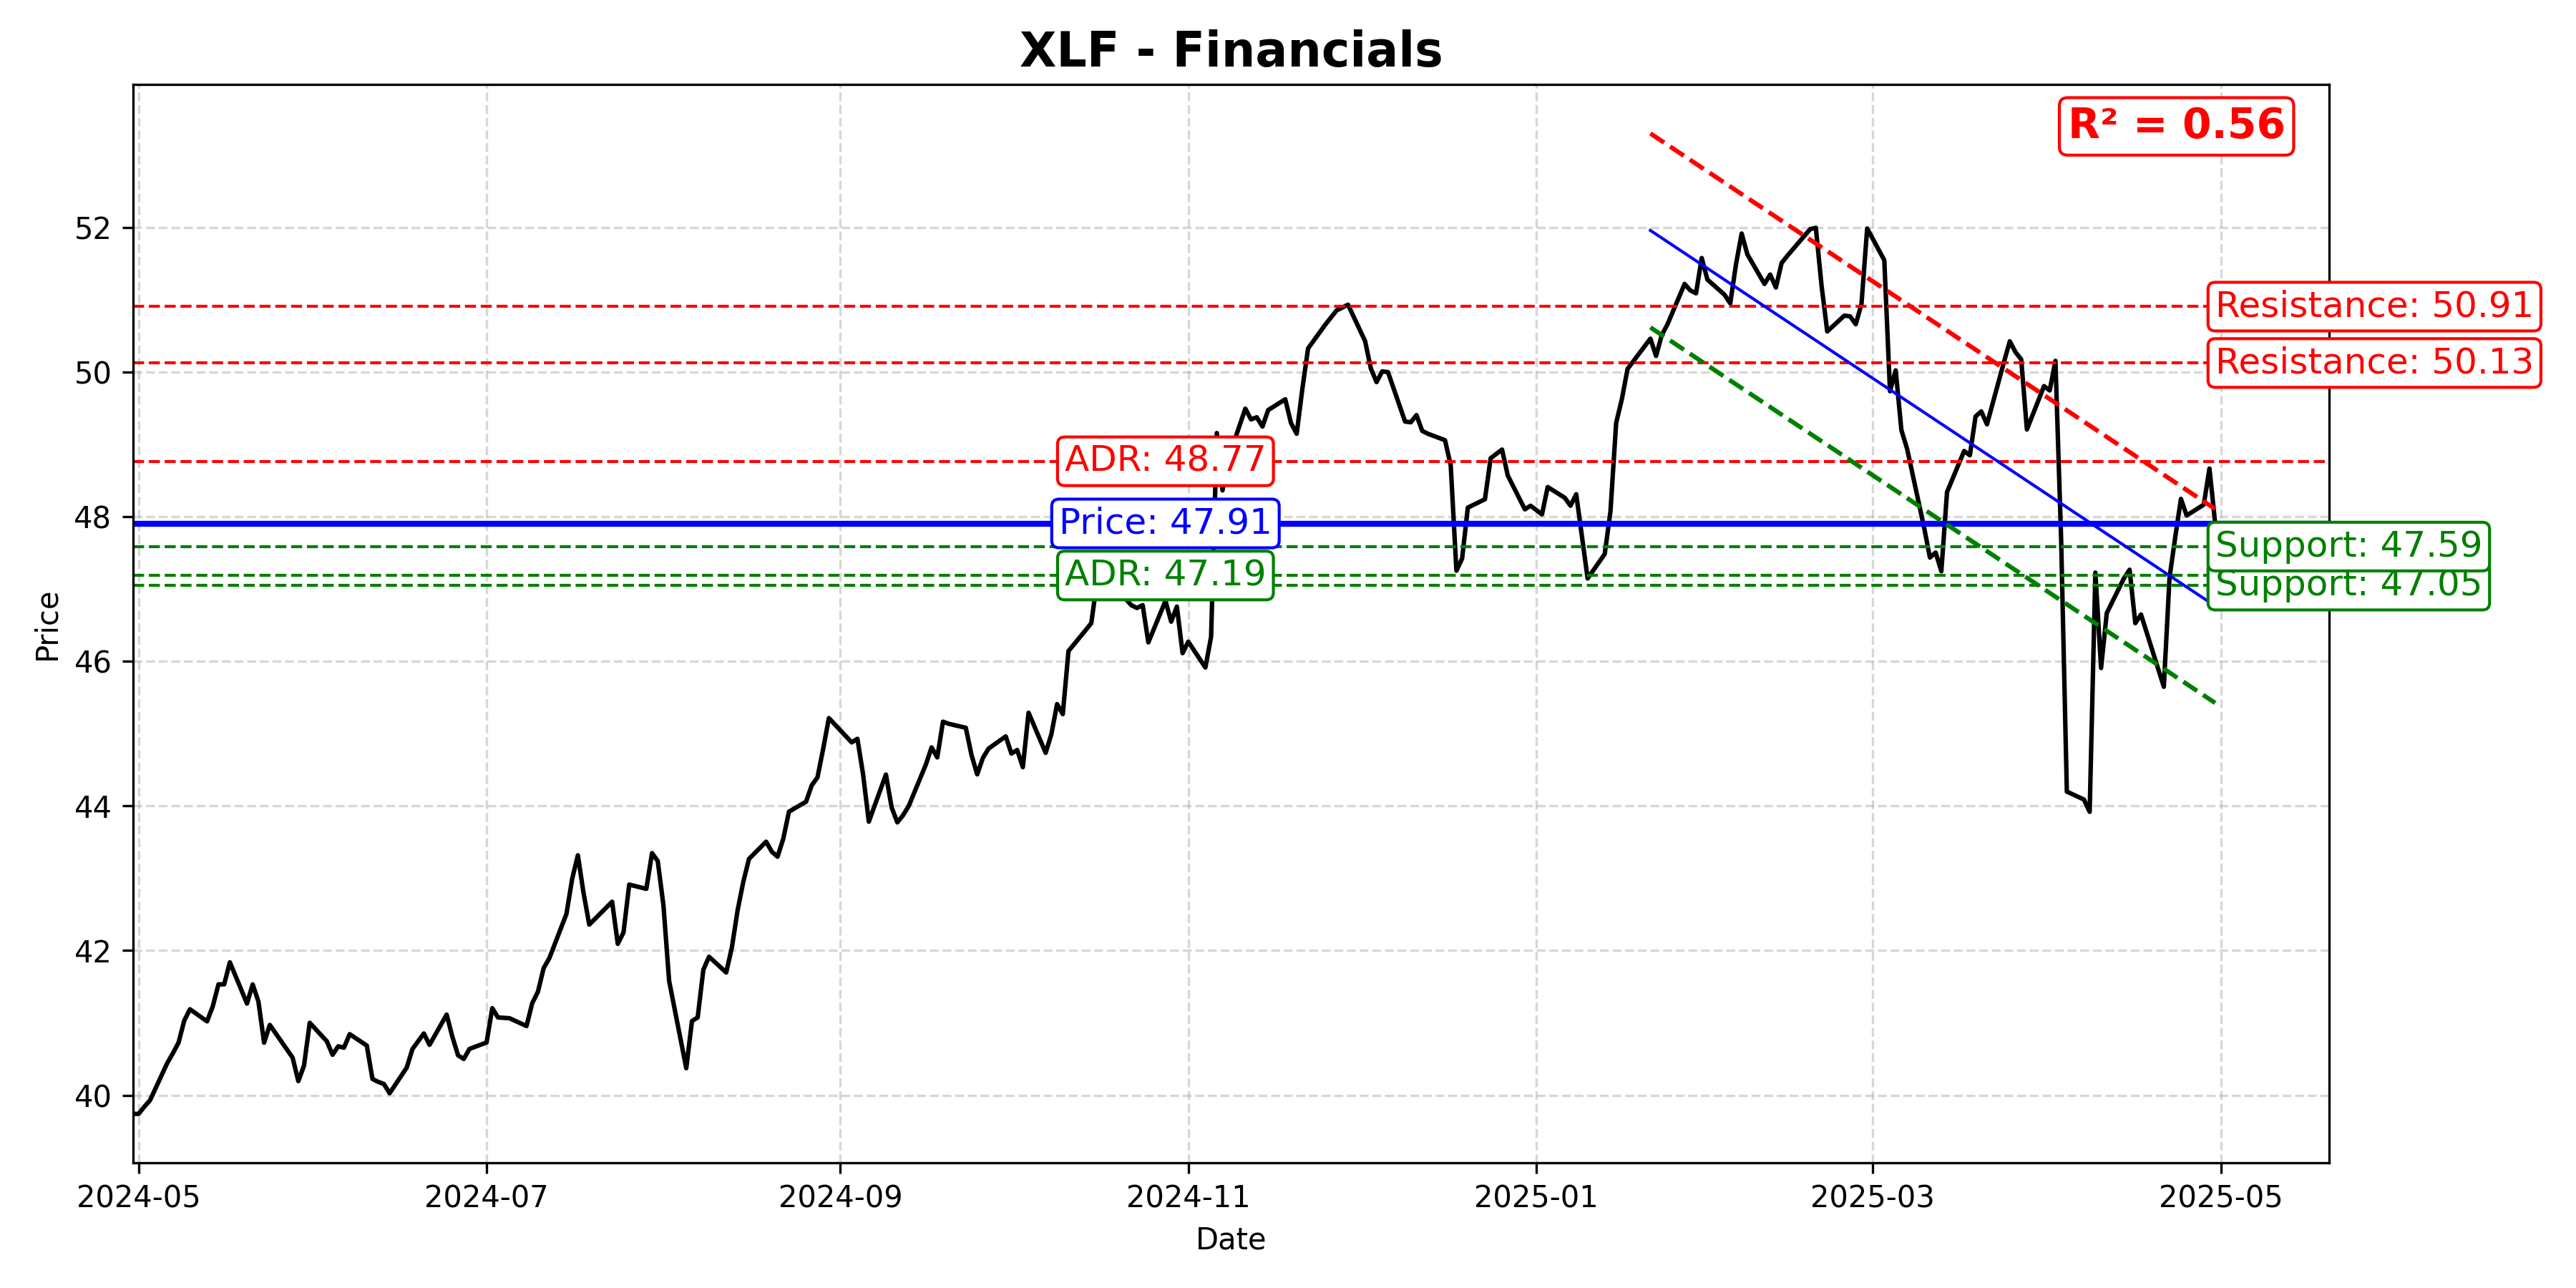 XLF - Financials
R² = 0.56
52
Resistance: 50.91
50
Resistance: 50.13
ADR: 48.77
48
Price: 47.91
Support: 47.59
ADR: 47.19
Support: 47.05
46
Price
44
42
40
2024-05 2024-07 2024-09 2024-11 2025-01 2025-03 2025-05
Date